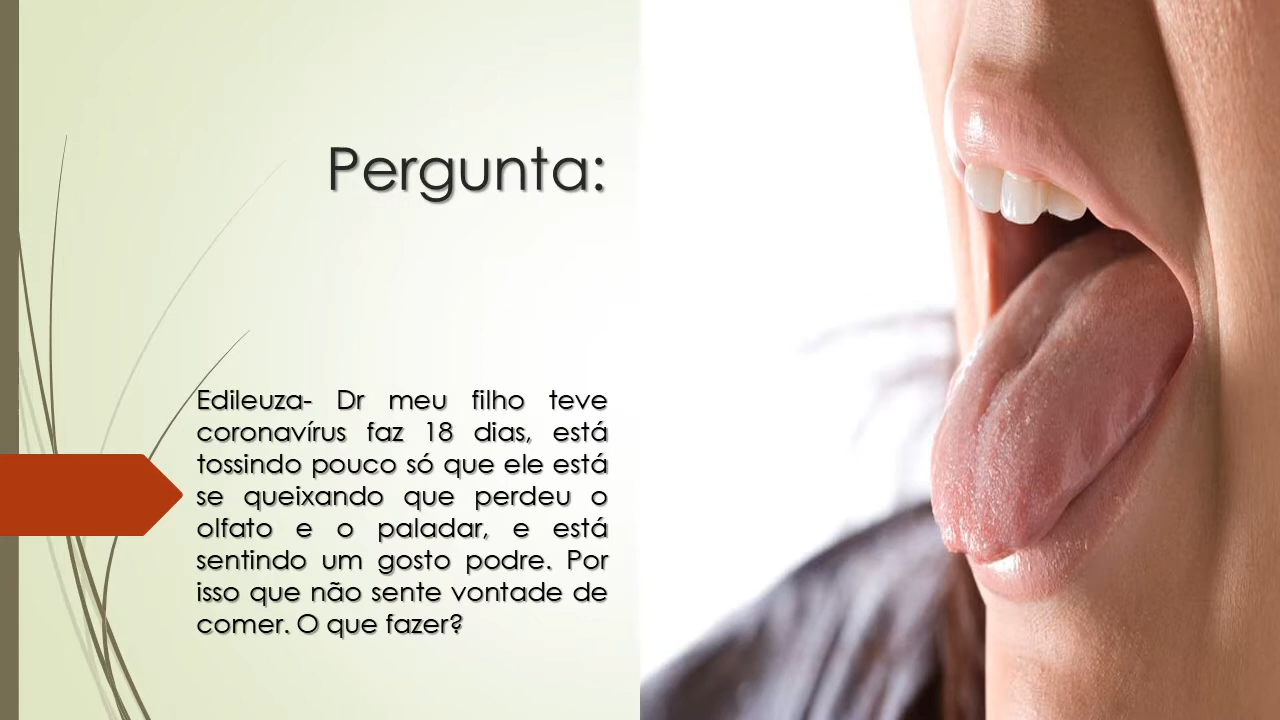 Pergunta:
Edileuza- Dr meu filho teve
coronavírus faz 18 dias, está
tossindo pouco só que ele está
se queixando que perdeu o
olfato e o paladar, e está
sentindo um gosto podre. Por
isso que não sente vontade de
comer. O que fazer?